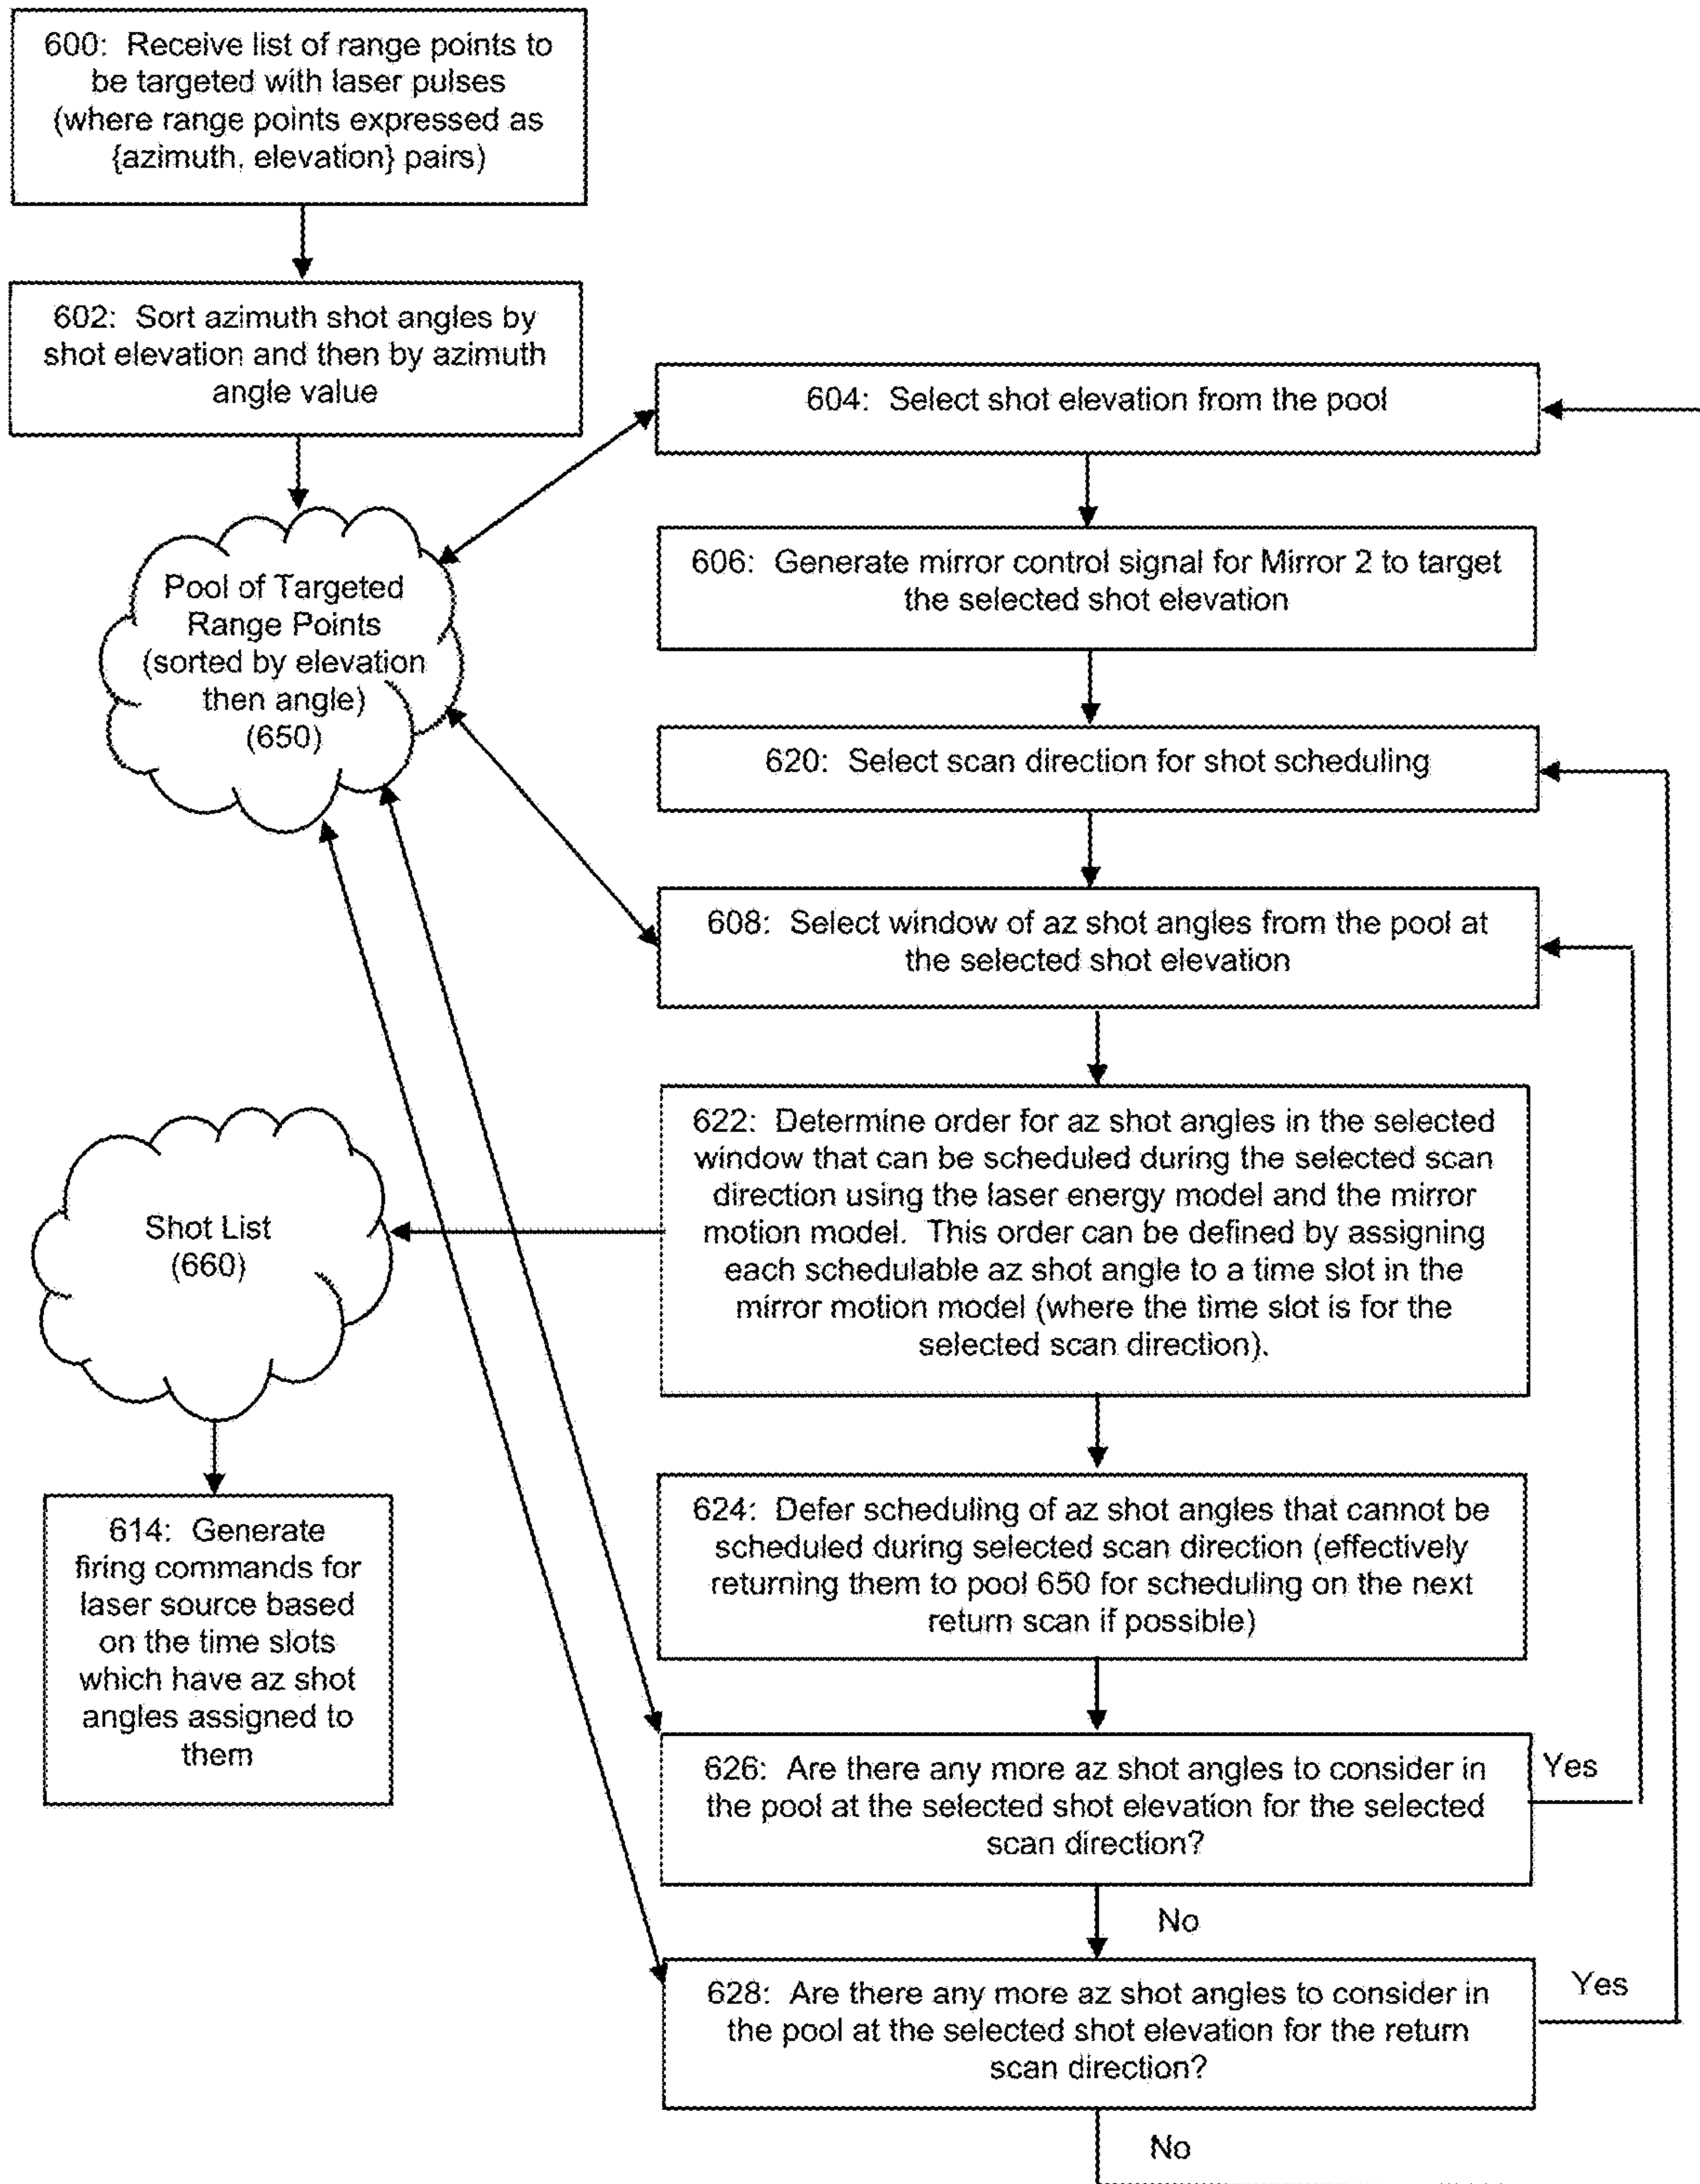 600: Receive list of range points to
be targeted with laser pulses
(where range points expressed as
{azimuth, elevation} pairs)
602: Sort azimuth shot angles by
shot elevation and then by azimuth
angle value
Pool of Targeted
Range Points
(sorted by elevation
then angle)
(650)
604: Select shot elevation from the pool
606: Generate mirror control signal for Mirror 2 to target
the selected shot elevation
620: Select scan direction for shot scheduling
608: Select window of az shot angles from the pool at
the selected shot elevation
622: Determine order for az shot angles in the selected
window that can be scheduled during the selected scan
direction using the laser energy model and the mirror
motion model. This order can be defined by assigning
each schedulable az shot angle to a time slot in the
mirror motion model (where the time slot is for the
selected scan direction).
Shot List
(660)
614: Generate
firing commands for
laser source based
on the time slots
which have az shot
angles assigned to
them
624: Defer scheduling of az shot angles that cannot be
scheduled during selected scan direction (effectively
returning them to pool 650 for scheduling on the next
return scan if possible)
626: Are there any more az shot angles to consider in
the pool at the selected shot elevation for the selected
scan direction?
Yes
No
628: Are there any more az shot angles to consider in
the pool at the selected shot elevation for the return
scan direction?
Yes
No